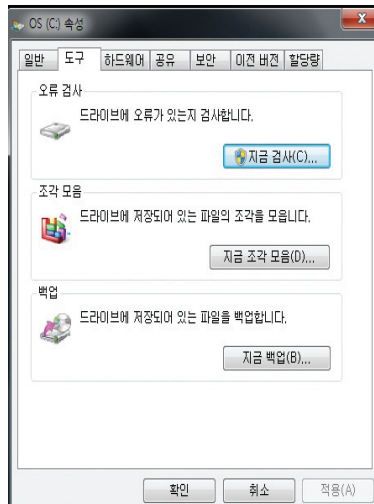 OS (C:) 속성
일반 도구 하드웨어 공유 보안 이전 버전 할당량
오류 검사
드라이브에 오류가 있는지 검사합니다.
지금 검사(C)...
조각 모음
드라이브에 저장되어 있는 파일의 조각을 모읍니다.
지금 조각 모음(D)...
백업
드라이브에 저장되어 있는 파일을 백업합니다.
지금 백업(B)...
확인 취소 적용(A)